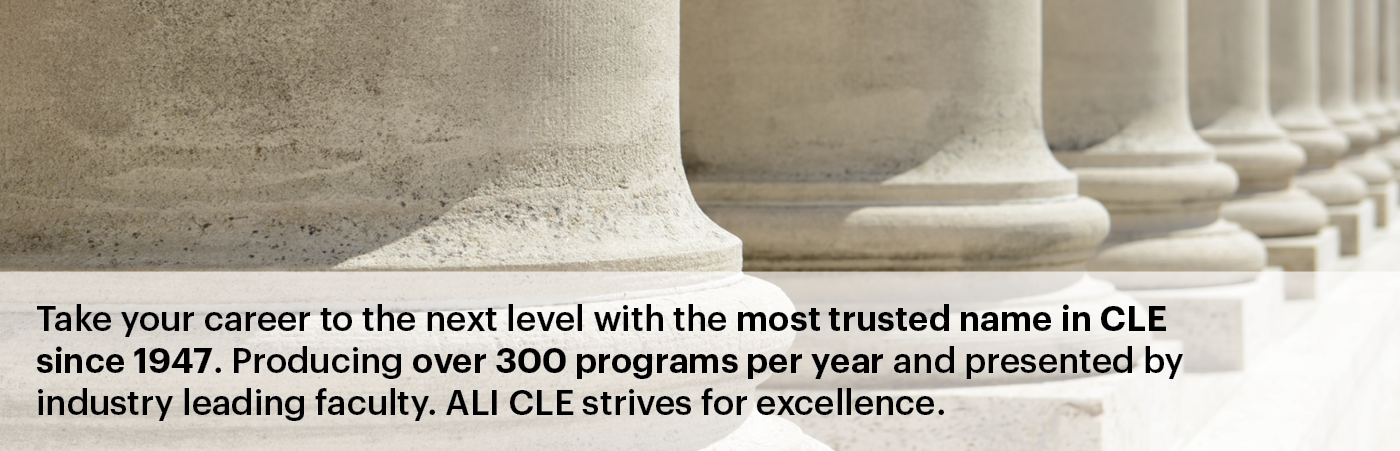 Take your career to the next level with the most trusted name in CLE
since 1947. Producing over 300 programs per year and presented by
industry leading faculty. ALI CLE strives for excellence.